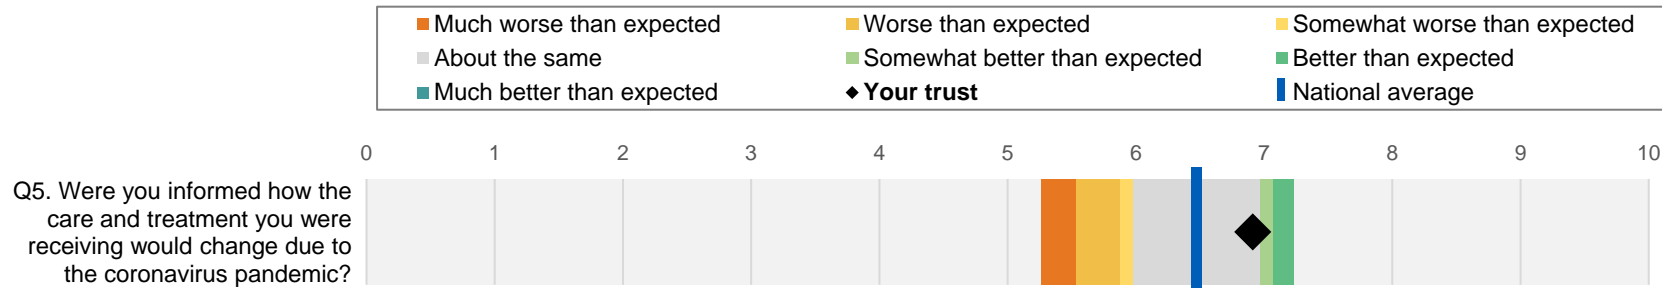 Much worse than expected Worse than expected Somewhat worse than expected
About the same Somewhat better than expected Better than expected
Much better than expected Your trust National average
0 1 2 3 4 5 6 7 8 9 10
Q5. Were you informed how the
care and treatment you were
receiving would change due to
the coronavirus pandemic?